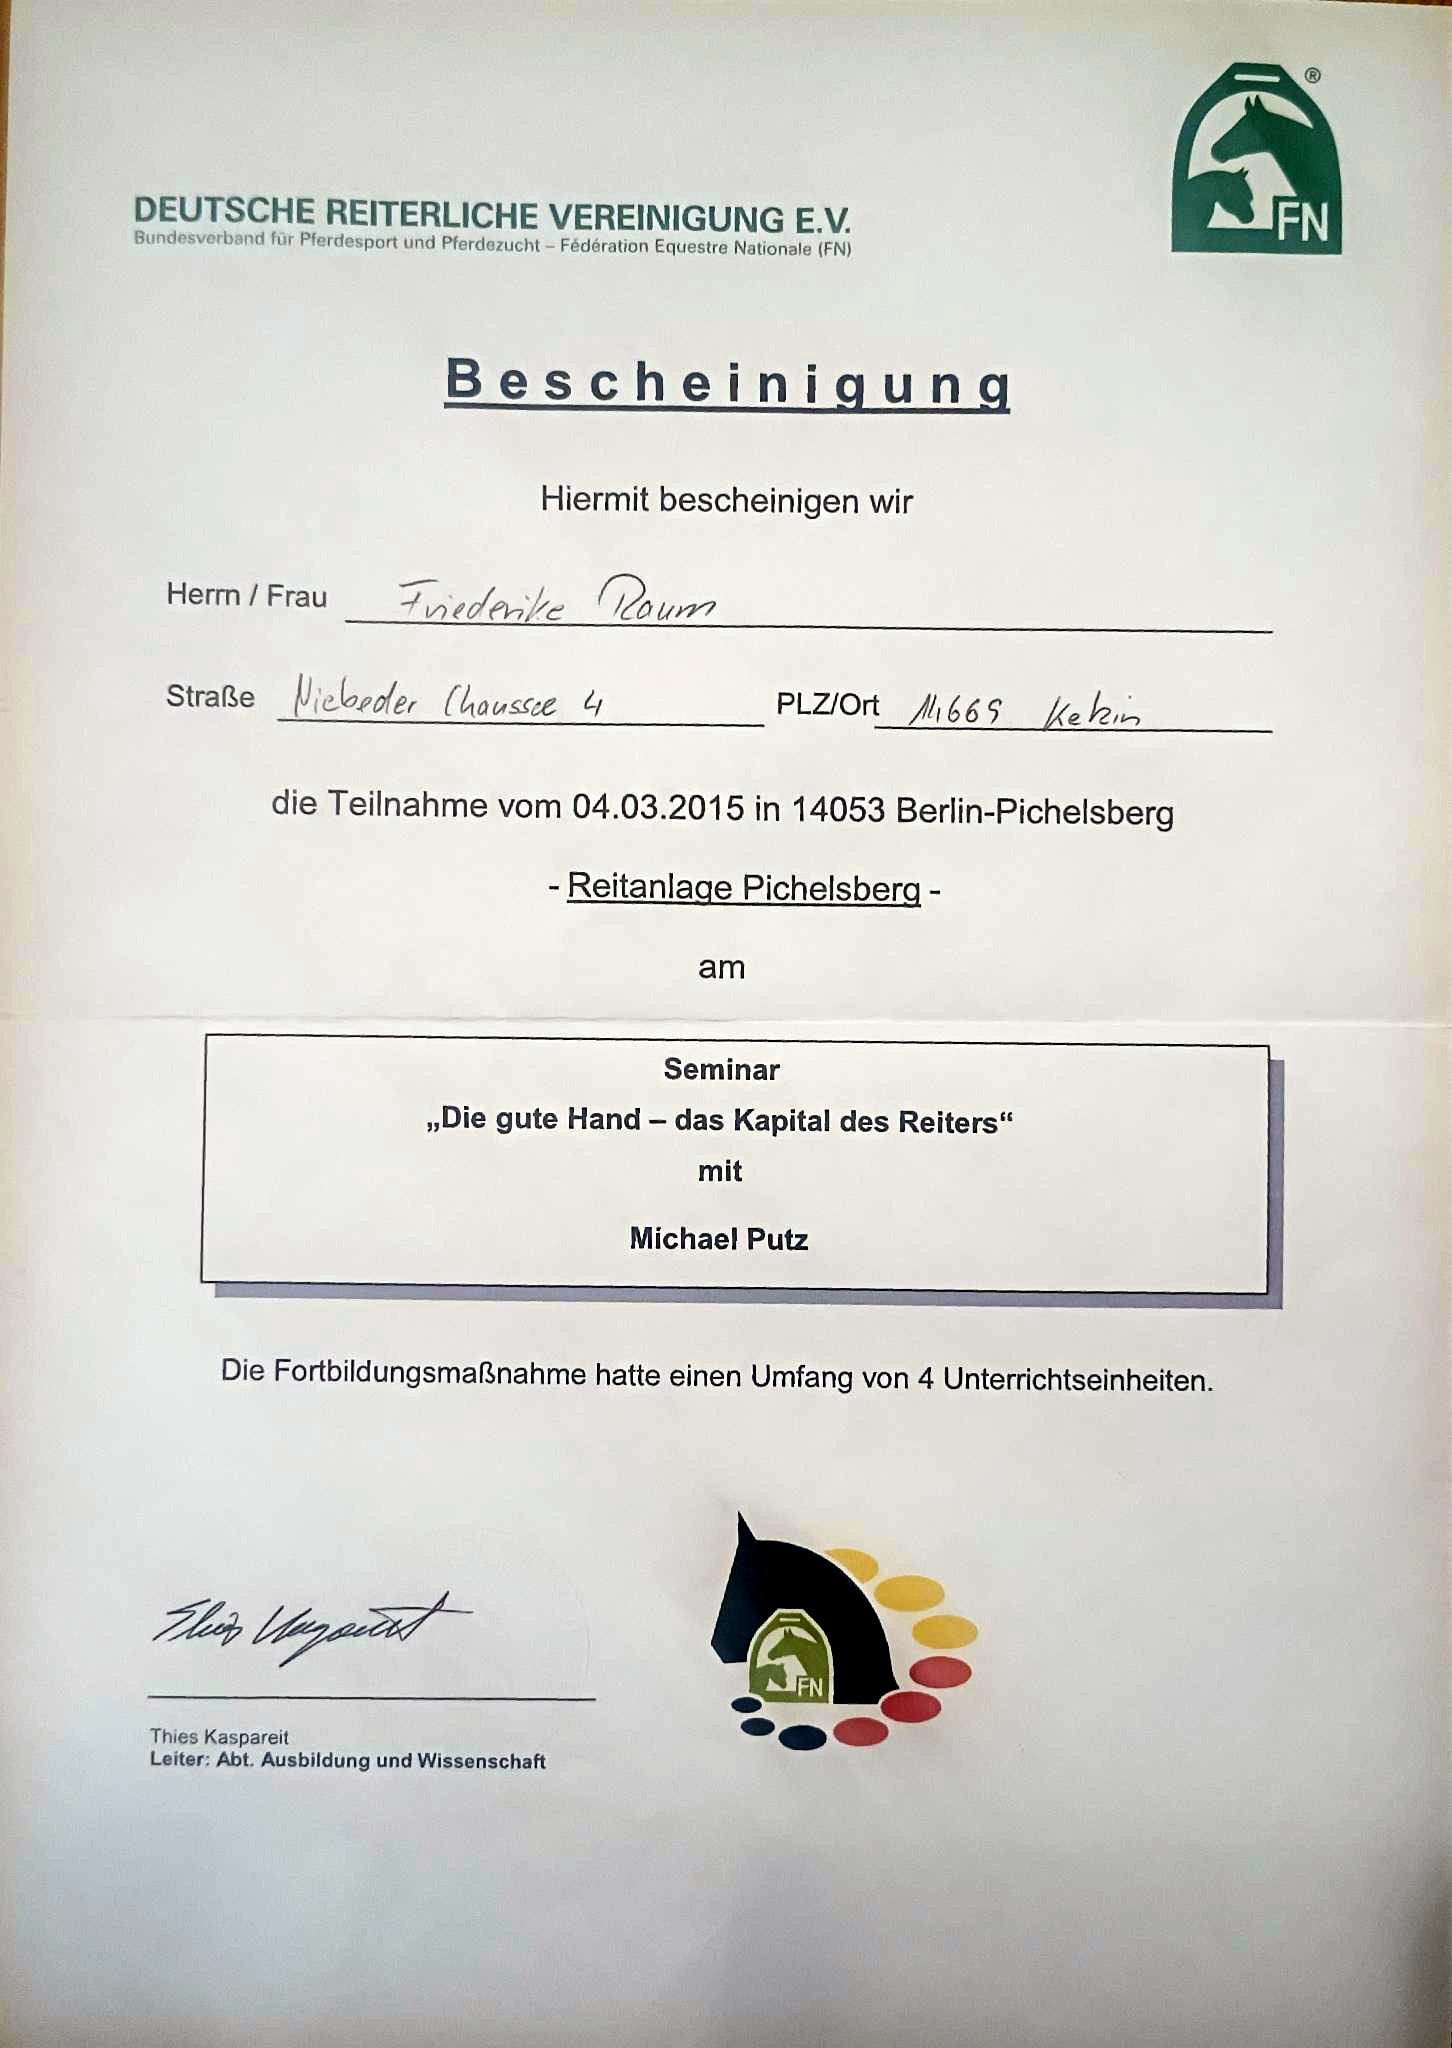 ®
FN
DEUTSCHE REITERLICHE VEREINIGUNG E.V.
Bundesverband für Pferdesport und Pferdezucht – Fédération Equestre Nationale (FN)
Bescheinigung
Hiermit bescheinigen wir
Herrn / Frau Friederike Raum
Straße Niebeder Chaussee 4 PLZ/Ort 14669 Ketzin
die Teilnahme vom 04.03.2015 in 14053 Berlin-Pichelsberg
- Reitanlage Pichelsberg -
am
Seminar
„Die gute Hand – das Kapital des Reiters“
mit
Michael Putz
Die Fortbildungsmaßnahme hatte einen Umfang von 4 Unterrichtseinheiten.
FN
Thies Kaspareit
Leiter: Abt. Ausbildung und Wissenschaft